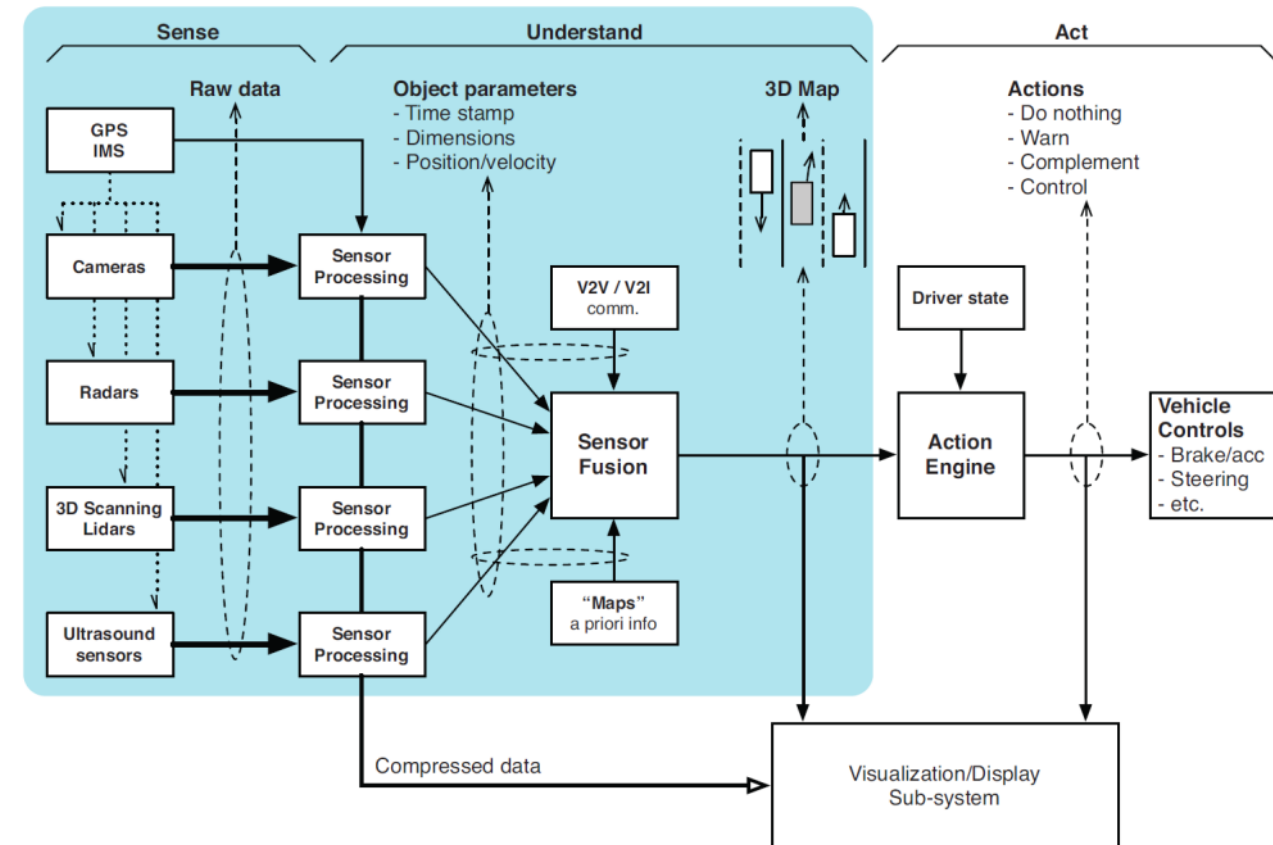 Sense
Understand
Act
Raw data
Object parameters
- Time stamp
- Dimensions
- Position/velocity
3D Map
Actions
- Do nothing
- Warn
- Complement
- Control
GPS
IMS
Cameras
Radars
3D Scanning
Lidars
Ultrasound
sensors
Sensor
Processing
Sensor
Processing
Sensor
Processing
Sensor
Processing
V2V / V2I
comm.
Sensor
Fusion
“Maps”
a priori info
Driver state
Action
Engine
Vehicle
Controls
- Brake/acc
- Steering
- etc.
Compressed data
Visualization/Display
Sub-system